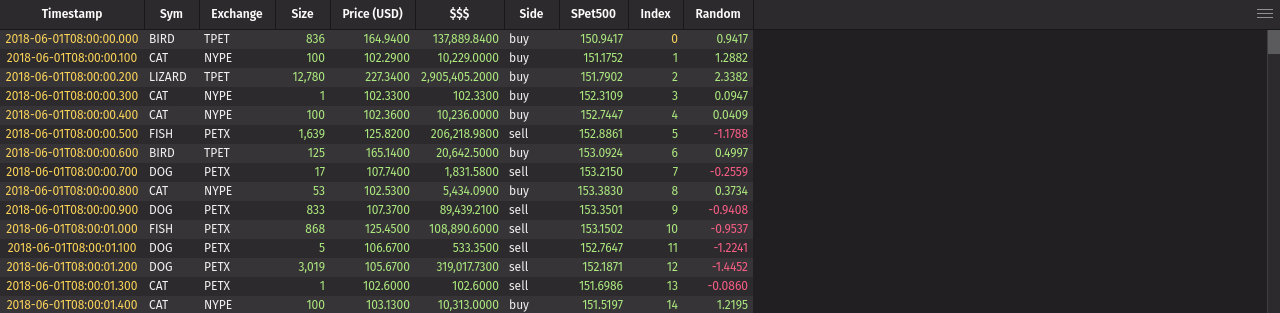 Timestamp Sym Exchange Size Price (USD) $$$ Side SPet500 Index Random
2018-06-01T08:00:00.000 BIRD TPET 836 164.9400 137,889.8400 buy 150.9417 0 0.9417
2018-06-01T08:00:00.100 CAT NYPE 100 102.2900 10,229.0000 buy 151.1752 1 1.2882
2018-06-01T08:00:00.200 LIZARD TPET 12,780 227.3400 2,905,405.2000 buy 151.7902 2 2.3382
2018-06-01T08:00:00.300 CAT NYPE 1 102.3300 102.3300 buy 152.3109 3 0.0947
2018-06-01T08:00:00.400 CAT NYPE 100 102.3600 10,236.0000 buy 152.7447 4 0.0409
2018-06-01T08:00:00.500 FISH PETX 1,639 125.8200 206,218.9800 sell 152.8861 5 -1.1788
2018-06-01T08:00:00.600 BIRD TPET 125 165.1400 20,642.5000 buy 153.0924 6 0.4997
2018-06-01T08:00:00.700 DOG PETX 17 107.7400 1,831.5800 sell 153.2150 7 -0.2559
2018-06-01T08:00:00.800 CAT NYPE 53 102.5300 5,434.0900 buy 153.3830 8 0.3734
2018-06-01T08:00:00.900 DOG PETX 833 107.3700 89,439.2100 sell 153.3501 9 -0.9408
2018-06-01T08:00:01.000 FISH PETX 868 125.4500 108,890.6000 sell 153.1502 10 -0.9537
2018-06-01T08:00:01.100 DOG PETX 5 106.6700 533.3500 sell 152.7647 11 -1.2241
2018-06-01T08:00:01.200 DOG PETX 3,019 105.6700 319,017.7300 sell 152.1871 12 -1.4452
2018-06-01T08:00:01.300 CAT PETX 1 102.6000 102.6000 sell 151.6986 13 -0.0860
2018-06-01T08:00:01.400 CAT NYPE 100 103.1300 10,313.0000 buy 151.5197 14 1.2195